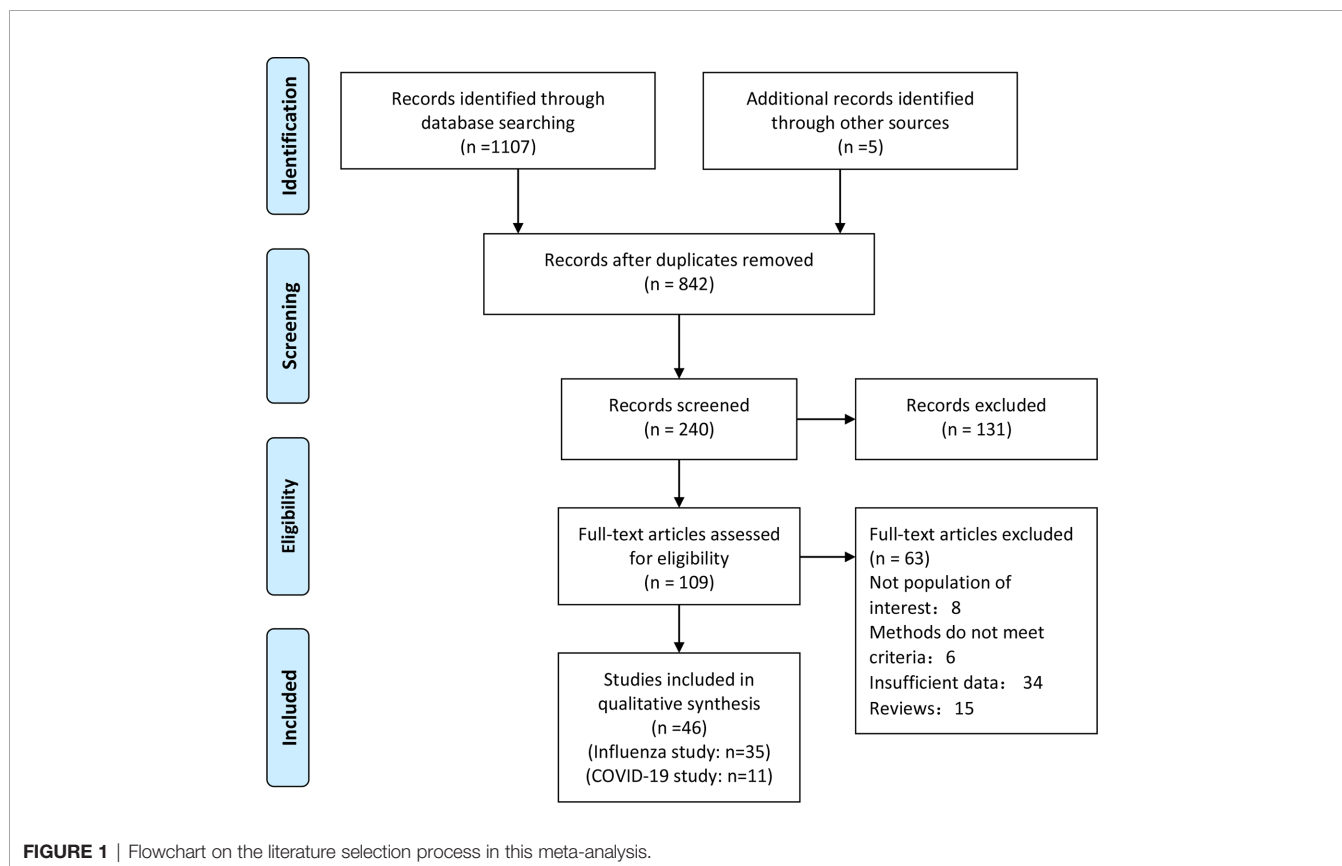 Identification
Records identified through
database searching
(n =1107)
Additional records identified
through other sources
(n =5)
Screening
Records after duplicates removed
(n = 842)
Records screened
(n = 240)
Records excluded
(n = 131)
Eligibility
Full-text articles assessed
for eligibility
(n = 109)
Full-text articles excluded
(n = 63)
Not population of
interest： 8
Methods do not meet
criteria： 6
Insufficient data： 34
Reviews： 15
Included
Studies included in
qualitative synthesis
(n =46)
(Influenza study: n=35)
(COVID-19 study: n=11)
FIGURE 1 | Flowchart on the literature selection process in this meta-analysis.